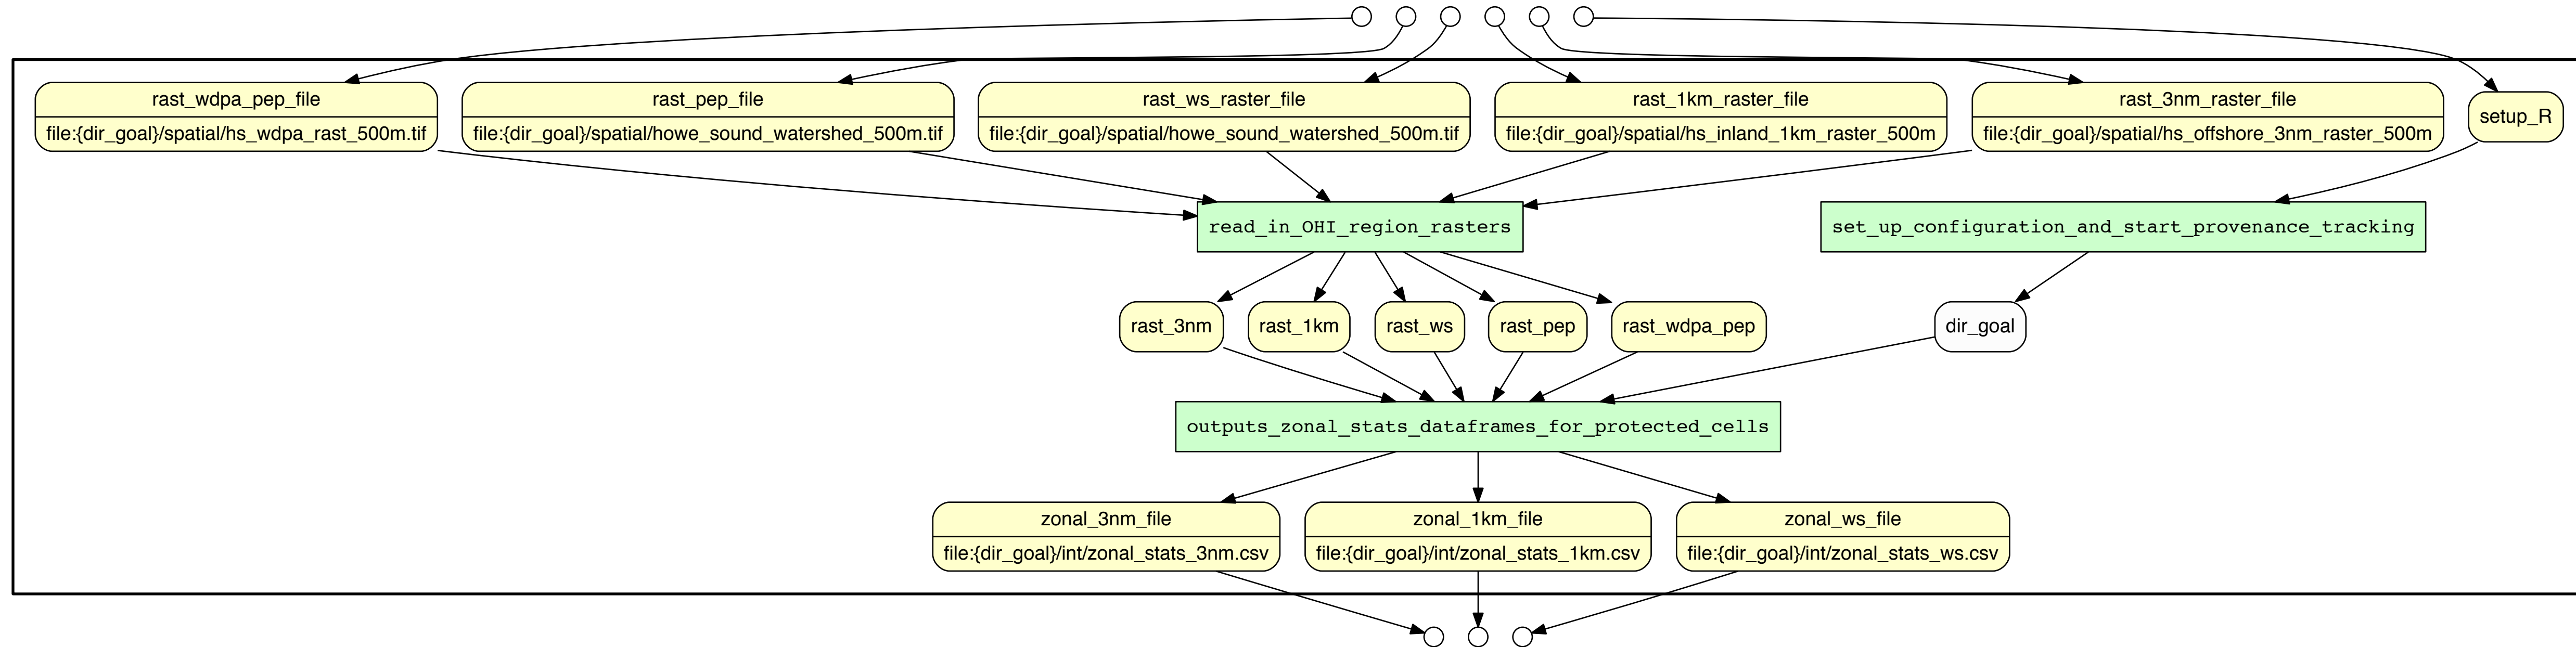 rast_wdpa_pep_file
file:{dir_goal}/spatial/hs_wdpa_rast_500m.tif
rast_pep_file
file:{dir_goal}/spatial/howe_sound_watershed_500m.tif
rast_ws_raster_file
file:{dir_goal}/spatial/howe_sound_watershed_500m.tif
rast_1km_raster_file
file:{dir_goal}/spatial/hs_inland_1km_raster_500m
rast_3nm_raster_file
file:{dir_goal}/spatial/hs_offshore_3nm_raster_500m
setup_R
read_in_OHI_region_rasters
set_up_configuration_and_start_provenance_tracking
rast_3nm
rast_1km
rast_ws
rast_pep
rast_wdpa_pep
dir_goal
outputs_zonal_stats_dataframes_for_protected_cells
zonal_3nm_file
file:{dir_goal}/int/zonal_stats_3nm.csv
zonal_1km_file
file:{dir_goal}/int/zonal_stats_1km.csv
zonal_ws_file
file:{dir_goal}/int/zonal_stats_ws.csv